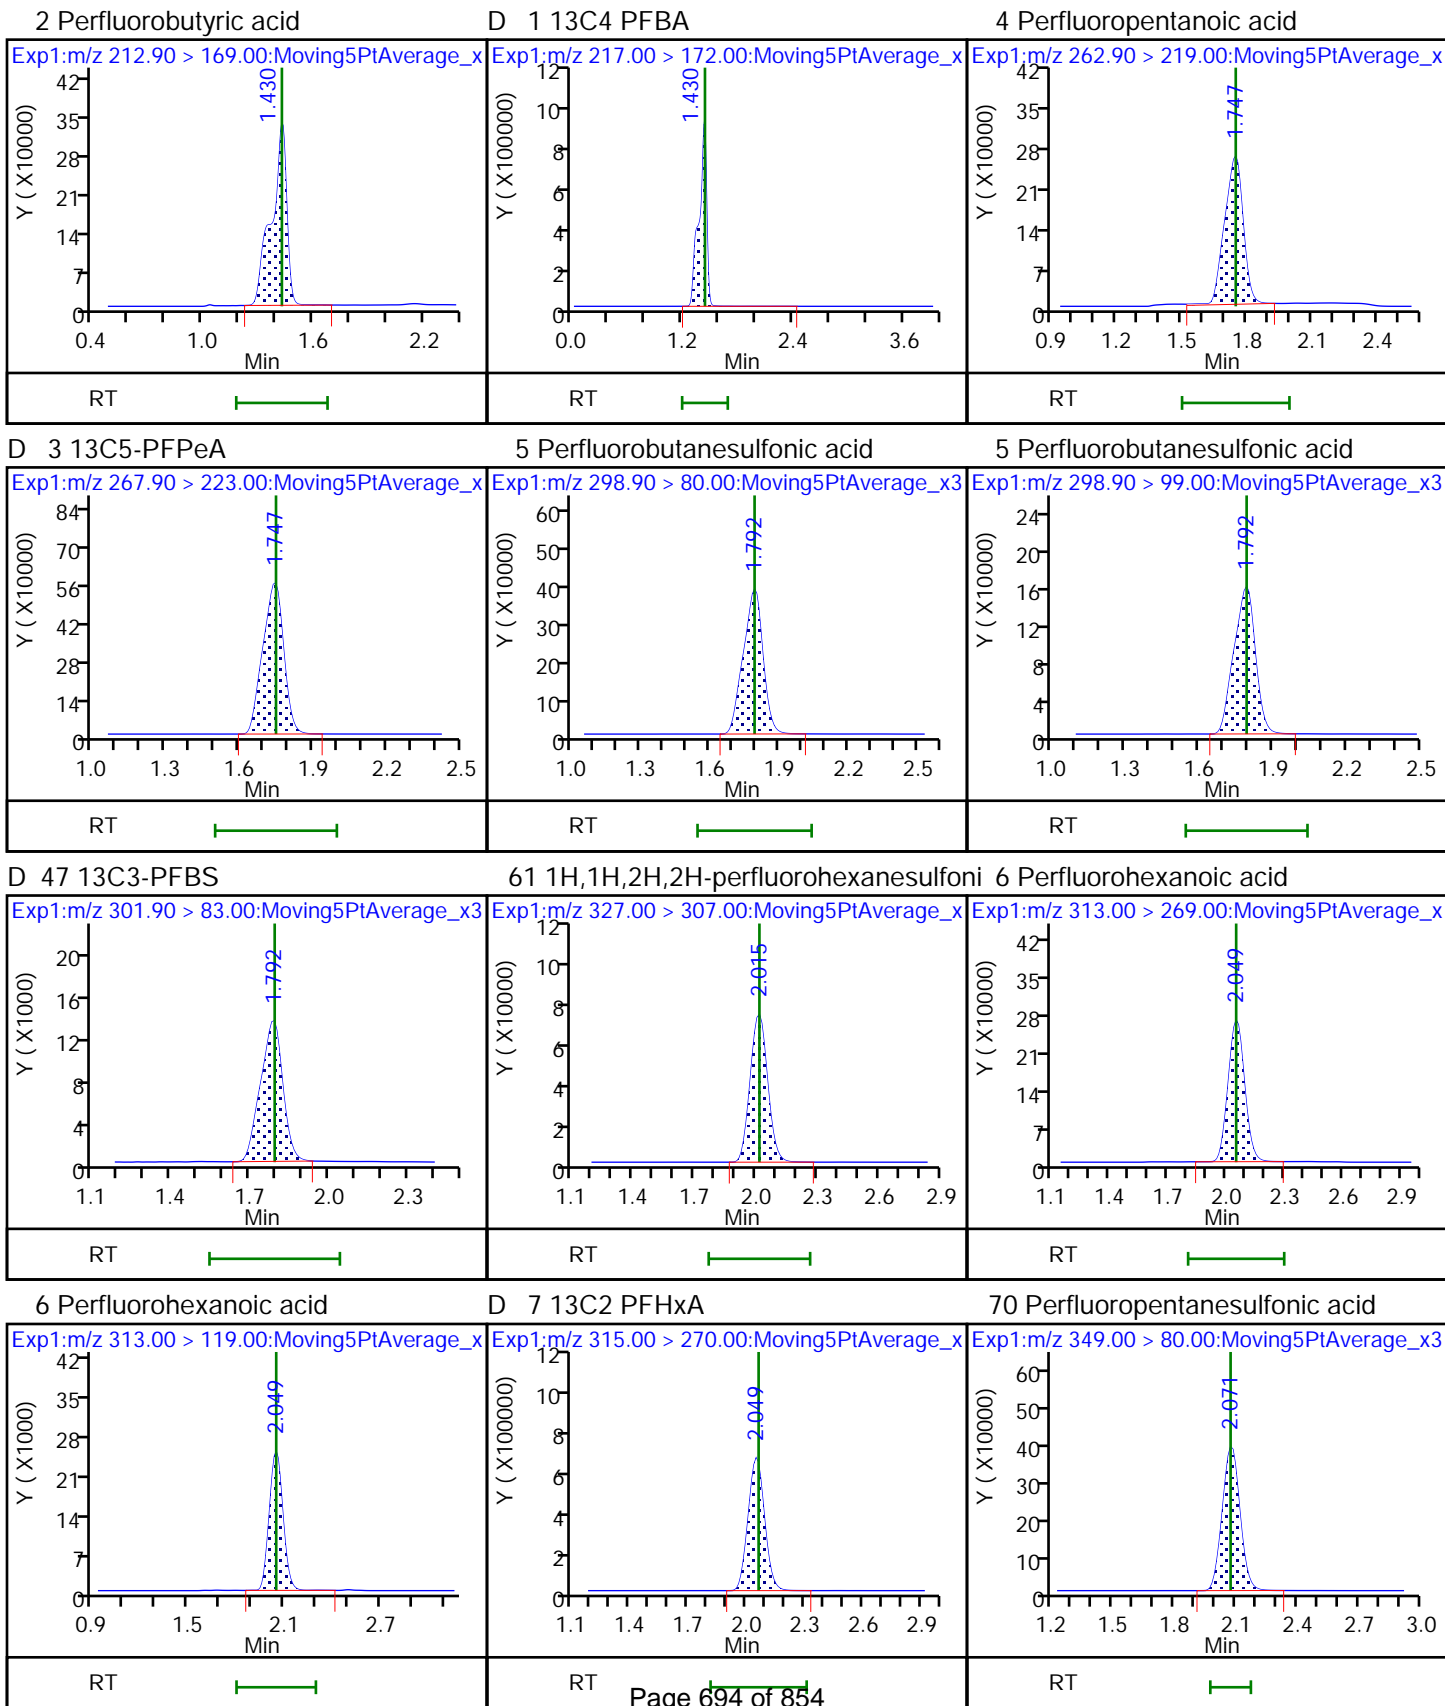 2 Perfluorobutyric acid
Exp1:m/z 212.90 > 169.00:Moving5PtAverage_x
Y ( X10000)
42
35
28
21
14
7
0
1.430
0.4 1.0 1.6 2.2
Min
RT
D 1 13C4 PFBA
Exp1:m/z 217.00 > 172.00:Moving5PtAverage_x
Y ( X100000)
12
10
8
6
4
2
0
1.430
0.0 1.2 2.4 3.6
Min
RT
4 Perfluoropentanoic acid
Exp1:m/z 262.90 > 219.00:Moving5PtAverage_x
Y ( X10000)
42
35
28
21
14
7
0
1.747
0.9 1.2 1.5 1.8 2.1 2.4
Min
RT
D 3 13C5-PFPeA
Exp1:m/z 267.90 > 223.00:Moving5PtAverage_x
Y ( X10000)
84
70
56
42
28
14
0
1.747
1.0 1.3 1.6 1.9 2.2 2.5
Min
RT
5 Perfluorobutanesulfonic acid
Exp1:m/z 298.90 > 80.00:Moving5PtAverage_x3
Y ( X10000)
60
50
40
30
20
10
0
1.792
1.0 1.3 1.6 1.9 2.2 2.5
Min
RT
5 Perfluorobutanesulfonic acid
Exp1:m/z 298.90 > 99.00:Moving5PtAverage_x3
Y ( X10000)
24
20
16
12
8
4
0
1.792
1.0 1.3 1.6 1.9 2.2 2.5
Min
RT
D 47 13C3-PFBS
Exp1:m/z 301.90 > 83.00:Moving5PtAverage_x3
Y ( X10000)
20
16
12
8
4
0
1.792
1.1 1.4 1.7 2.0 2.3
Min
RT
61 1H,1H,2H,2H-perfluorohexanesulfoni
Exp1:m/z 327.00 > 307.00:Moving5PtAverage_x
Y ( X10000)
12
10
8
6
4
2
0
2.015
1.1 1.4 1.7 2.0 2.3 2.6 2.9
Min
RT
6 Perfluorohexanoic acid
Exp1:m/z 313.00 > 269.00:Moving5PtAverage_x
Y ( X10000)
42
35
28
21
14
7
0
2.049
1.1 1.4 1.7 2.0 2.3 2.6 2.9
Min
RT
6 Perfluorohexanoic acid
Exp1:m/z 313.00 > 119.00:Moving5PtAverage_x
Y ( X1000)
42
35
28
21
14
7
0
2.049
0.9 1.5 2.1 2.7
Min
RT
D 7 13C2 PFHxA
Exp1:m/z 315.00 > 270.00:Moving5PtAverage_x
Y ( X100000)
12
10
8
6
4
2
0
2.049
1.1 1.4 1.7 2.0 2.3 2.6 2.9
Min
RT
70 Perfluoropentanesulfonic acid
Exp1:m/z 349.00 > 80.00:Moving5PtAverage_x3
Y ( X10000)
60
50
40
30
20
10
0
2.071
1.2 1.5 1.8 2.1 2.4 2.7 3.0
Min
RT
Page 694 of 854